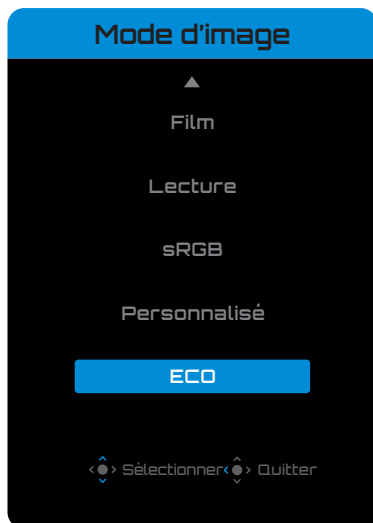 Mode d'image
Film
Lecture
sRGB
Personnalisé
ECO
Sélectionner Quitter